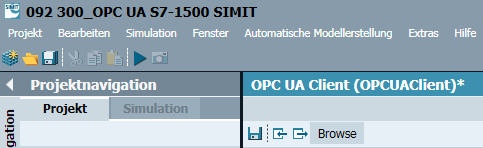 SIMIT 092 300_OPC UA S7-1500 SIMIT
Projekt Bearbeiten Simulation Fenster Automatische Modellerstellung Extras Hilfe
Projektnavigation OPC UA Client (OPCUAClient)*
Projekt Simulation
Browse
gation